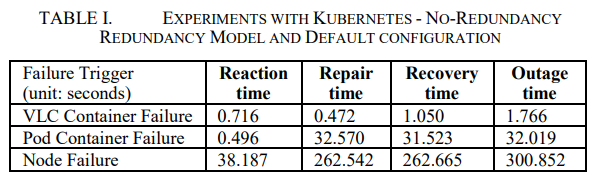 TABLE I. EXPERIMENTS WITH KUBERNETES - NO-REDUNDANCY
REDUNDANCY MODEL AND DEFAULT CONFIGURATION
Failure Trigger (unit: seconds) Reaction time Repair time Recovery time Outage time
VLC Container Failure 0.716 0.472 1.050 1.766
Pod Container Failure 0.496 32.570 31.523 32.019
Node Failure 38.187 262.542 262.665 300.852